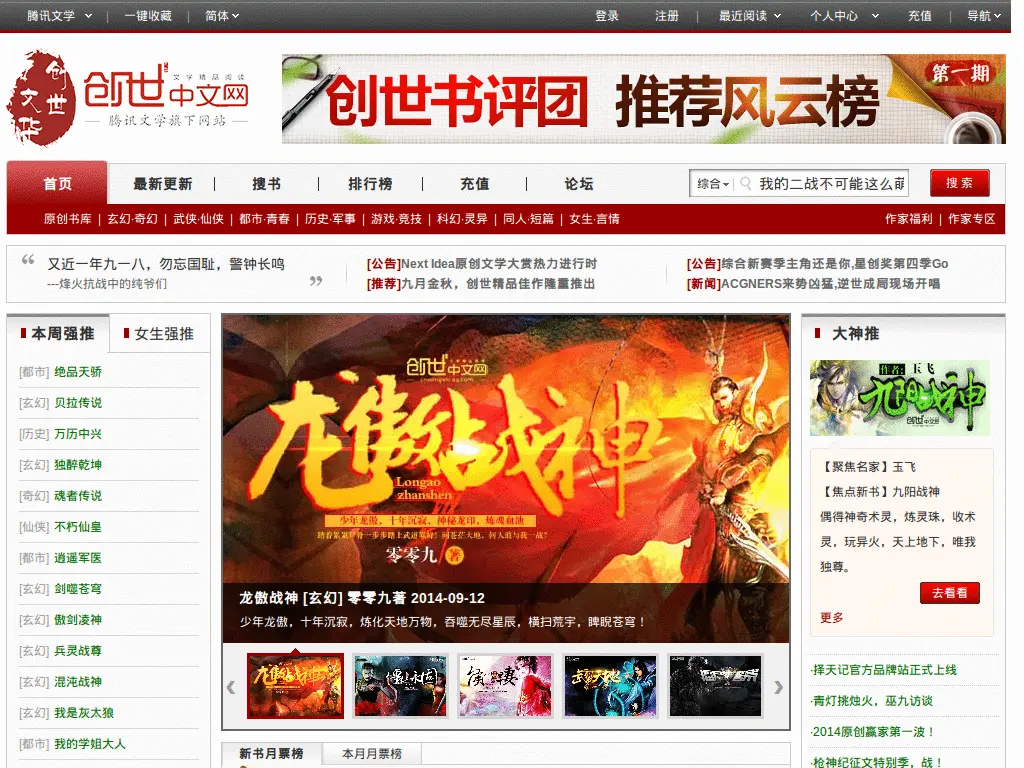 腾讯文学 一键收藏 简体 登录 注册 最近阅读 个人中心 充值 导航
创世文华
创世中文网
文学精品阅读
腾讯文学旗下网站
创世书评团 推荐风云榜 第一期
首页 最新更新 搜书 排行榜 充值 论坛 综合 我的二战不可能这么萌 搜索
原创书库 | 玄幻·奇幻 | 武侠·仙侠 | 都市·青春 | 历史·军事 | 游戏·竞技 | 科幻·灵异 | 同人·短篇 | 女生·言情 作家福利 | 作家专区
“ 又近一年九一八，勿忘国耻，警钟长鸣
---烽火抗战中的纯爷们 ”
[公告]Next Idea原创文学大赏热力进行时
[推荐]九月金秋，创世精品佳作隆重推出
[公告]综合新赛季主角还是你,星创奖第四季Go
[新闻]ACGNERS来势凶猛,逆世成局现场开唱
本周强推 女生强推
[都市] 绝品天骄
[玄幻] 贝拉传说
[历史] 万历中兴
[玄幻] 独醉乾坤
[奇幻] 魂者传说
[仙侠] 不朽仙皇
[都市] 逍遥军医
[玄幻] 剑噬苍穹
[玄幻] 傲剑凌神
[玄幻] 兵灵战尊
[玄幻] 混沌战神
[玄幻] 我是灰太狼
[都市] 我的学姐大人
创世中文网
chuangshi.qq.com
龙傲战神
Longao
zhanshen
少年龙傲，十年沉寂，神秘龙印，炼魂血池
零零九 著
龙傲战神 [玄幻] 零零九著 2014-09-12
少年龙傲，十年沉寂，炼化天地万物，吞噬无尽星辰，横扫荒宇，睥睨苍穹！
龙傲战神
新书月票榜 本月月票榜
大神推
作者：玉飞
九阳战神
创世中文网
【聚焦名家】玉飞
【焦点新书】九阳战神
偶得神奇术灵，炼灵珠，收术
灵，玩异火，天上地下，唯我
独尊。
去看看
更多
·择天记官方品牌站正式上线
·青灯挑烛火，巫九访谈
·2014原创赢家第一波！
·枪神纪征文特别季，战！